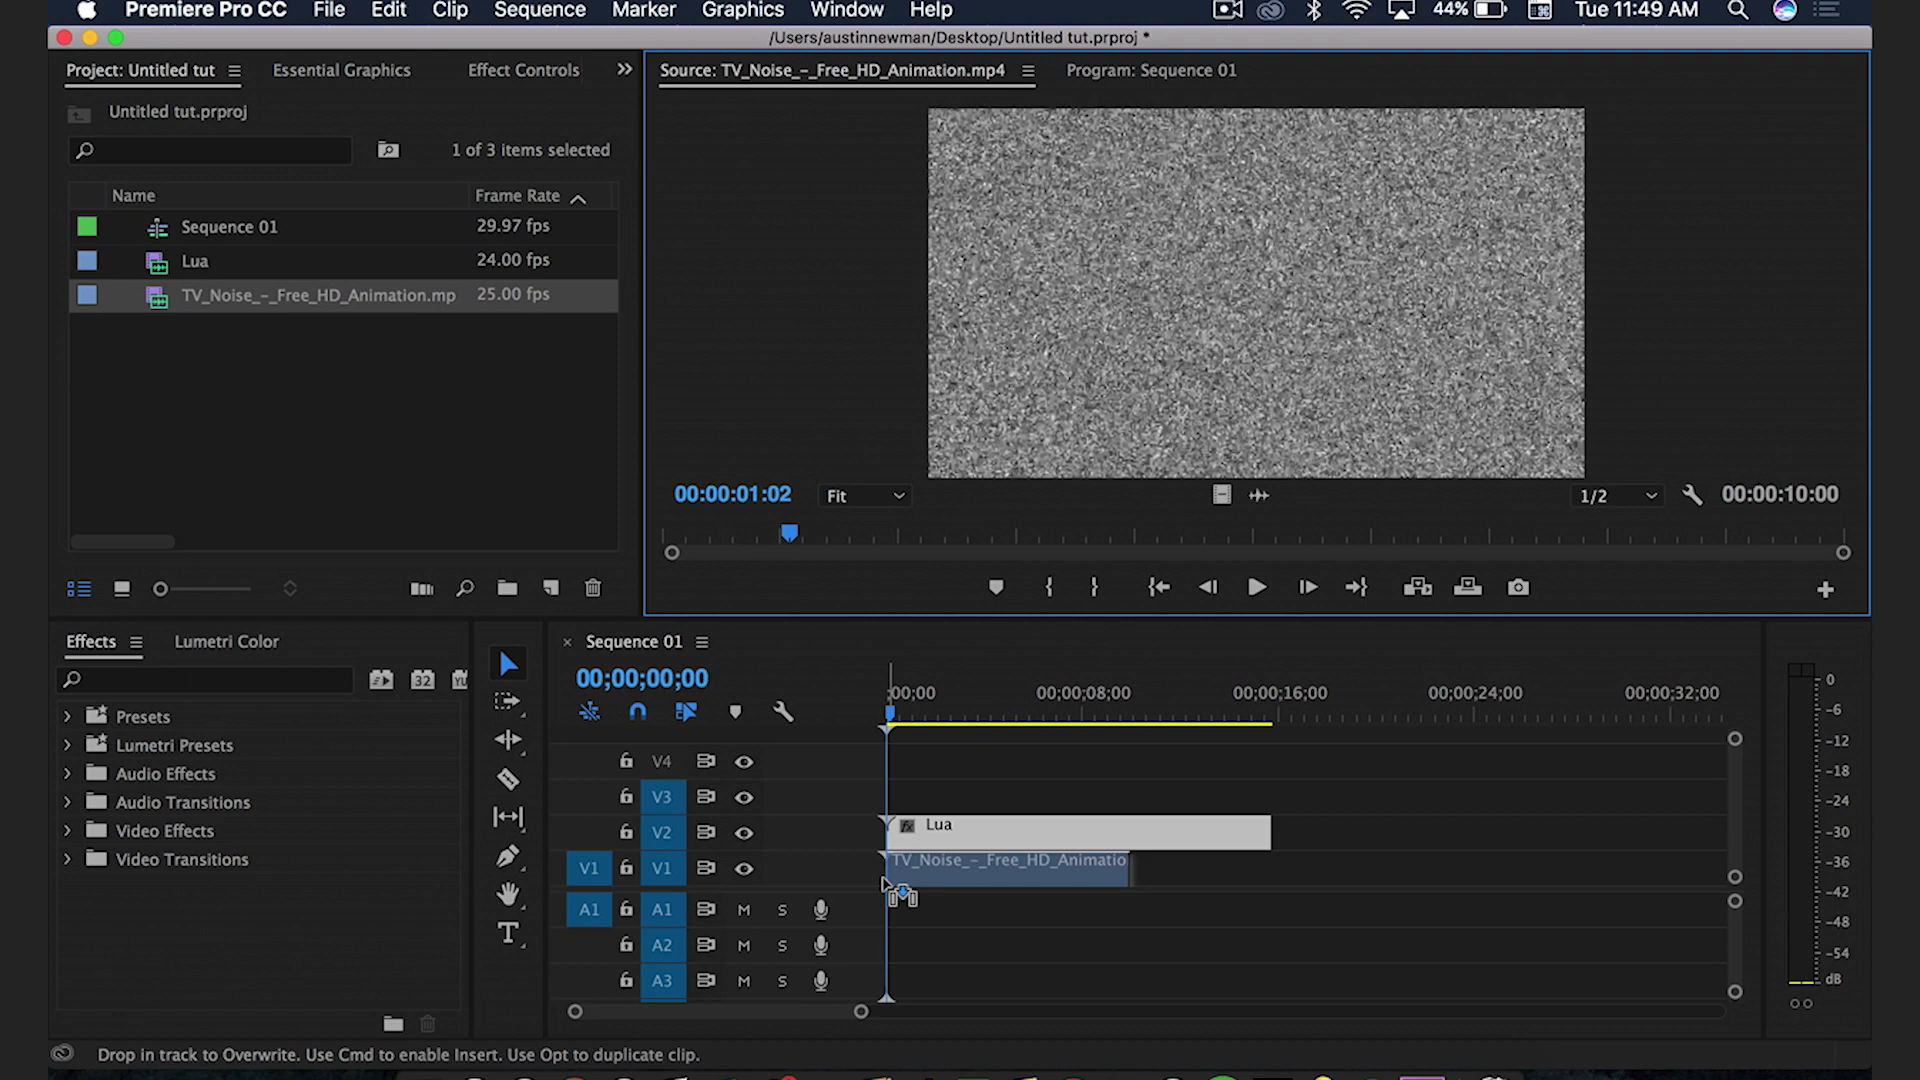 Premiere Pro CC File Edit Clip Sequence Marker Graphics Window Help 44% Tue 11:49 AM
/Users/austinnewman/Desktop/Untitled tut.prproj *
Project: Untitled tut Essential Graphics Effect Controls
Untitled tut.prproj
1 of 3 items selected
Name Frame Rate
Sequence 01 29.97 fps
Lua 24.00 fps
TV_Noise_-_Free_HD_Animation.mp 25.00 fps
Source: TV_Noise_-_Free_HD_Animation.mp4 Program: Sequence 01
00:00:01:02 Fit 1/2 00:00:10:00
Effects Lumetri Color
32 YU
Presets
Lumetri Presets
Audio Effects
Audio Transitions
Video Effects
Video Transitions
× Sequence 01
00;00;00;00
;00;00 00;00;08;00 00;00;16;00 00;00;24;00 00;00;32;00
V4
V3
V2 fx Lua
V1 V1 TV_Noise_-_Free_HD_Animatio
A1 A1 M S
A2 M S
A3 M S
0
-6
-12
-18
-24
-30
-36
-42
-48
-54
dB
Drop in track to Overwrite. Use Cmd to enable Insert. Use Opt to duplicate clip.